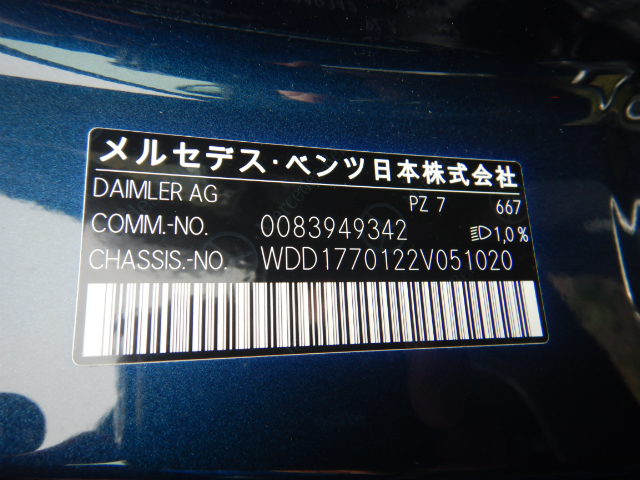 メルセデス・ベンツ日本株式会社
DAIMLER AG PZ 7 667
COMM.-NO. 0083949342 1,0%
CHASSIS.-NO. WDD1770122V051020